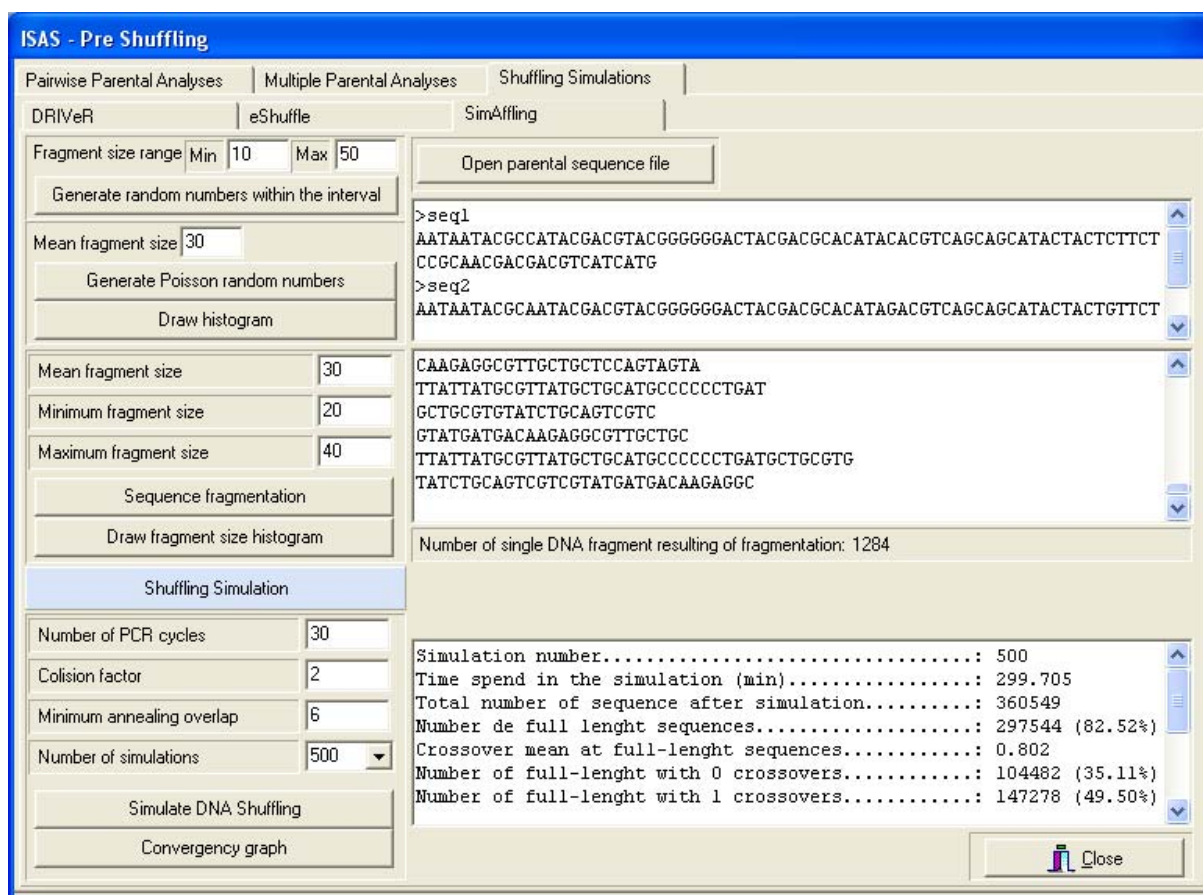 ISAS - Pre Shuffling
Pairwise Parental Analyses Multiple Parental Analyses Shuffling Simulations
DRIVeR eShuffle SimAffling
Fragment size range Min 10 Max 50
Generate random numbers within the interval
Mean fragment size 30
Generate Poisson random numbers
Draw histogram
Mean fragment size 30
Minimum fragment size 20
Maximum fragment size 40
Sequence fragmentation
Draw fragment size histogram
Shuffling Simulation
Number of PCR cycles 30
Colision factor 2
Minimum annealing overlap 6
Number of simulations 500
Simulate DNA Shuffling
Convergency graph
Open parental sequence file
>seq1
AATAATACGCCATACGACGTACGGGGGGACTACGACGCACATACACGTCAGCAGCATACTACTCTTCT
CCGCAACGACGACGTCATCATG
>seq2
AATAATACGCAATACGACGTACGGGGGGACTACGACGCACATAGACGTCAGCAGCATACTACTGTTCT
CAAGAGGCGTTGCTGCTCCAGTAGTA
TTATTATGCGTTATGCTGCATGCCCCCCTGAT
GCTGCGTGTATCTGCAGTCGTC
GTATGATGACAAGAGGCGTTGCTGC
TTATTATGCGTTATGCTGCATGCCCCCCTGATGCTGCGTG
TATCTGCAGTCGTCGTATGATGACAAGAGGC
Number of single DNA fragment resulting of fragmentation: 1284
Simulation number..................................: 500
Time spend in the simulation (min).................: 299.705
Total number of sequence after simulation..........: 360549
Number de full lenght sequences....................: 297544 (82.52%)
Crossover mean at full-lenght sequences............: 0.802
Number of full-lenght with 0 crossovers............: 104482 (35.11%)
Number of full-lenght with 1 crossovers............: 147278 (49.50%)
Close